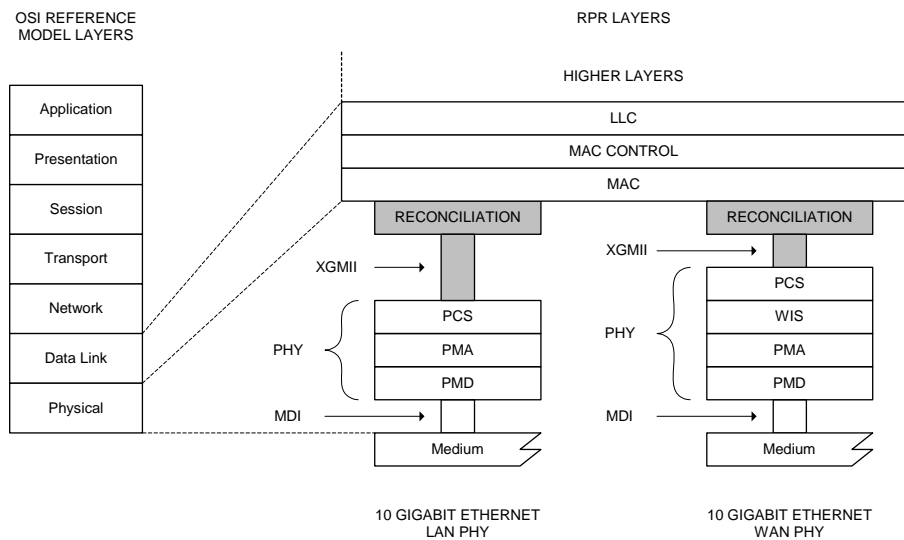 OSI REFERENCE
MODEL LAYERS
Application
Presentation
Session
Transport
Network
Data Link
Physical
RPR LAYERS
HIGHER LAYERS
LLC
MAC CONTROL
MAC
RECONCILIATION
XGMII
PHY
PCS
PMA
PMD
MDI
Medium
10 GIGABIT ETHERNET
LAN PHY
RECONCILIATION
XGMII
PHY
PCS
WIS
PMA
PMD
MDI
Medium
10 GIGABIT ETHERNET
WAN PHY